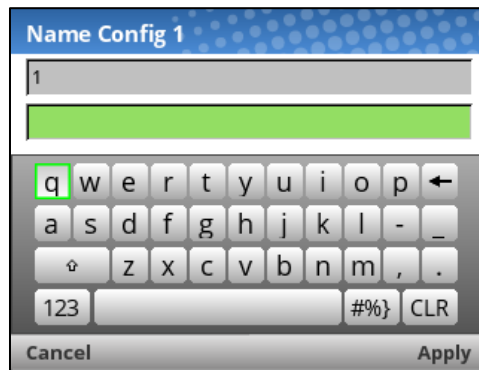 Name Config 1
1
q w e r t y u i o p ←
a s d f g h j k l - _
⇧ z x c v b n m , .
123 #%} CLR
Cancel Apply